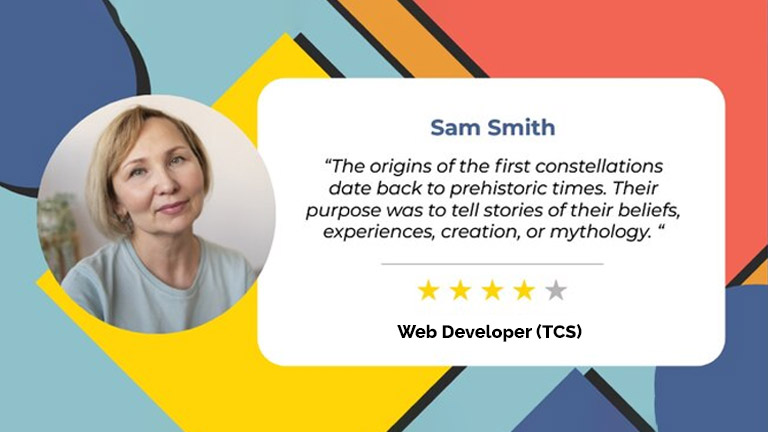 Sam Smith
“The origins of the first constellations
date back to prehistoric times. Their
purpose was to tell stories of their beliefs,
experiences, creation, or mythology. “
Web Developer (TCS)